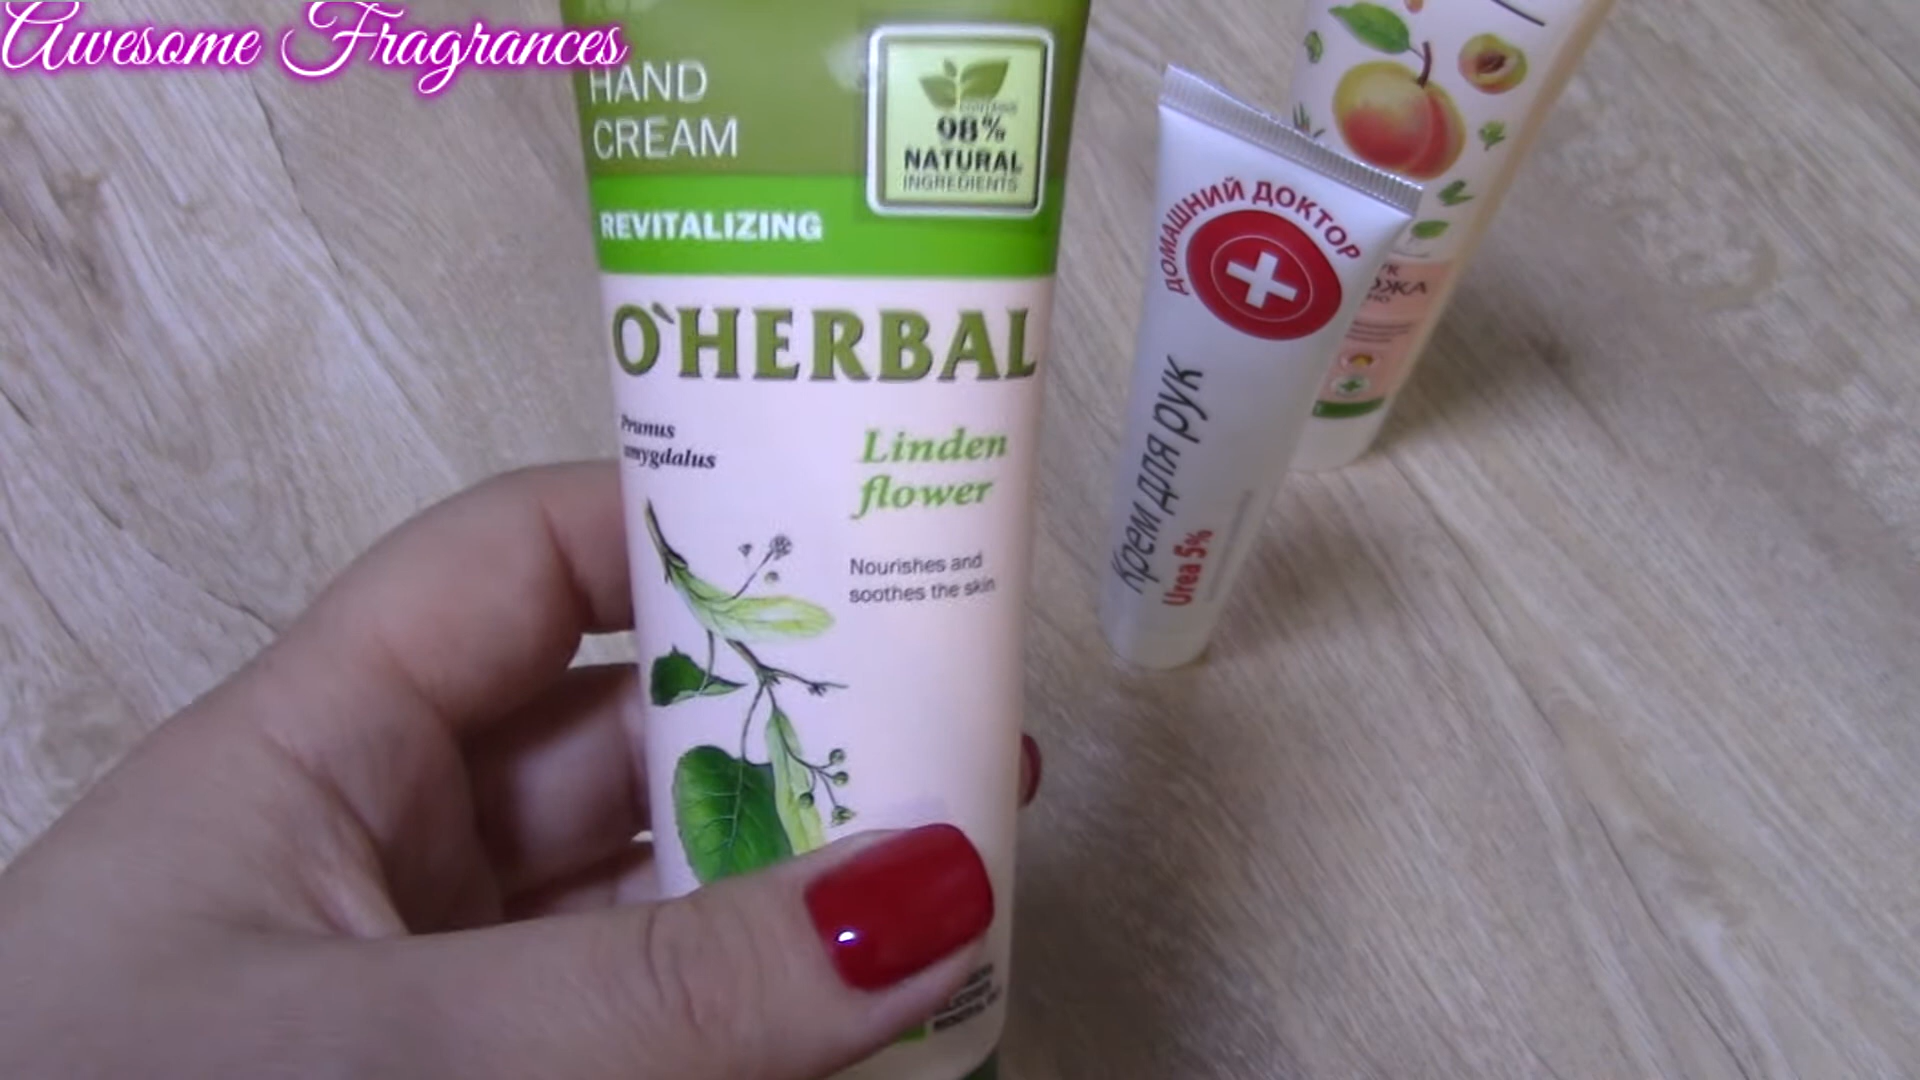 Awesome Fragrances
HAND
CREAM
CONTAINS
98%
NATURAL
INGREDIENTS
REVITALIZING
O`HERBAL
Prunus
amygdalus
Linden
flower
Nourishes and
soothes the skin
ДОМАШНИЙ ДОКТОР
Крем для рук
Urea 5%